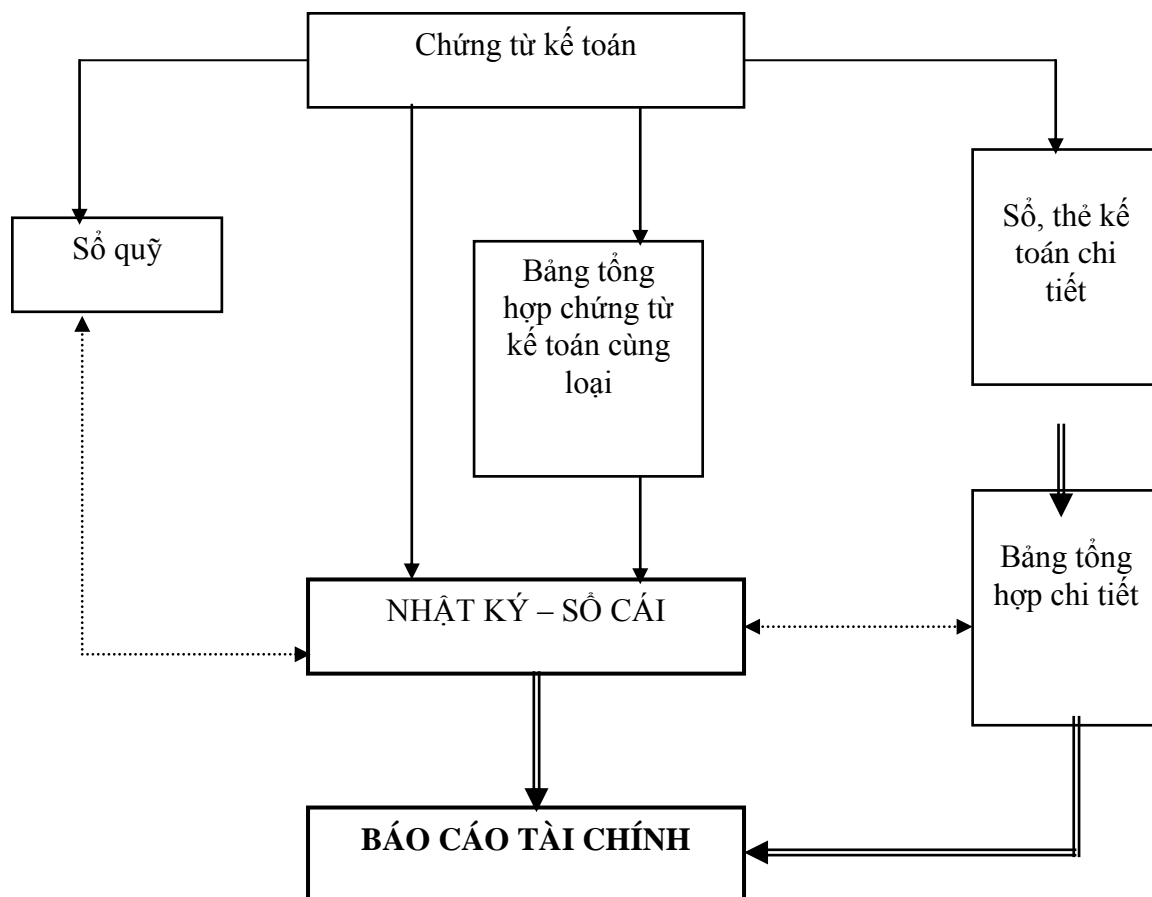 Chứng từ kế toán
Sổ quỹ
Bảng tổng
hợp chứng từ
kế toán cùng
loại
Sổ, thẻ kế
toán chi
tiết
NHẬT KÝ – SỔ CÁI
Bảng tổng
hợp chi tiết
BÁO CÁO TÀI CHÍNH